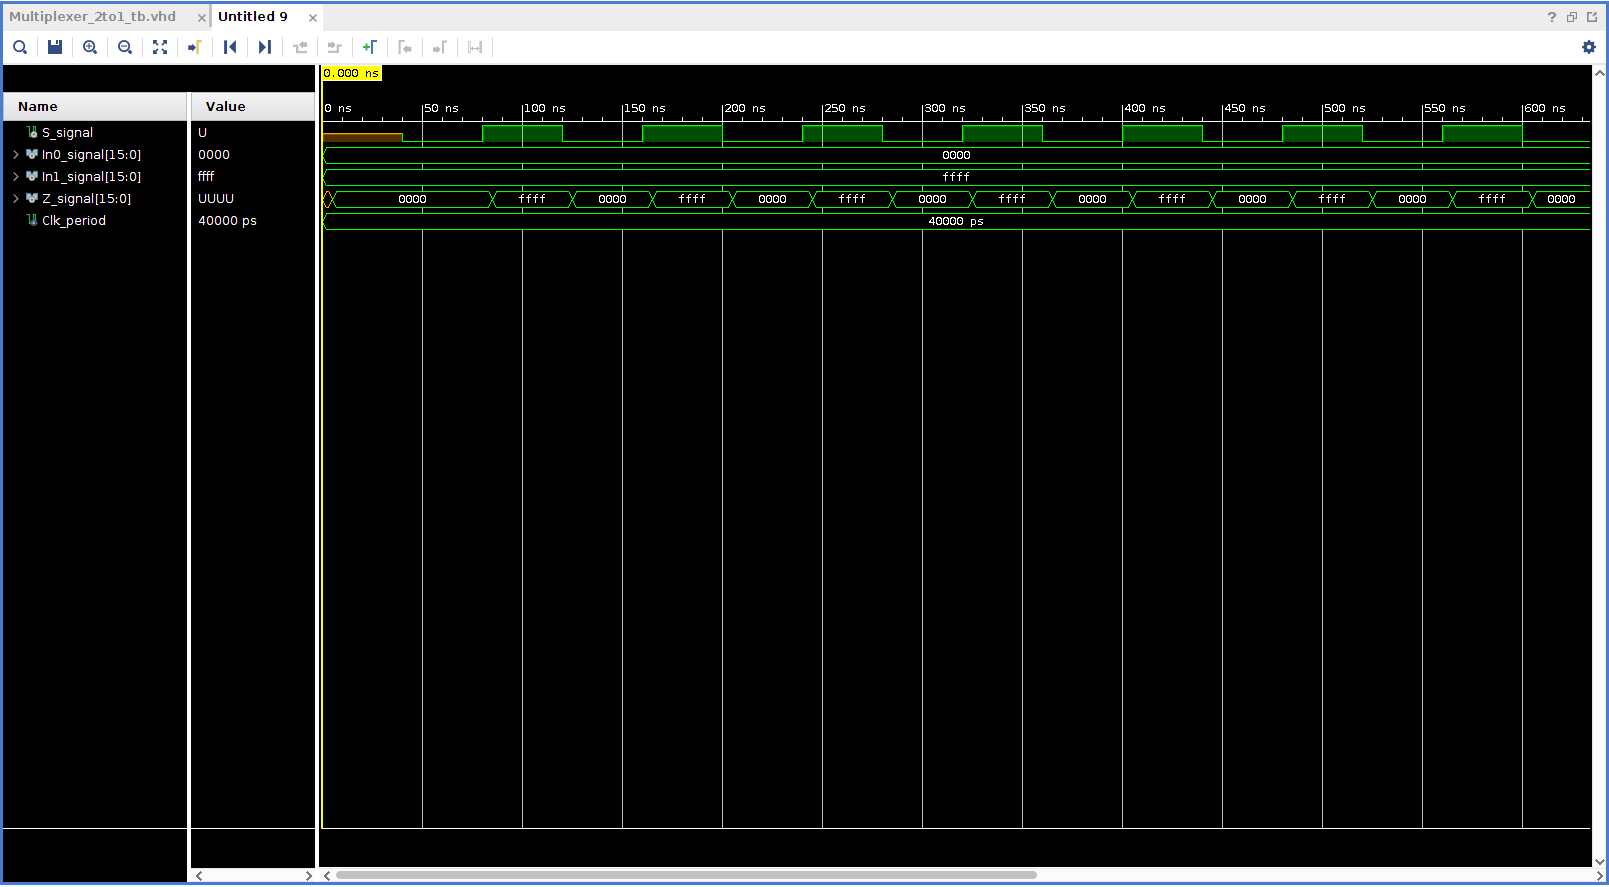 Multiplexer_2to1_tb.vhd × Untitled 9 × ?
0.000 ns
Name Value
0 ns 50 ns 100 ns 150 ns 200 ns 250 ns 300 ns 350 ns 400 ns 450 ns 500 ns 550 ns 600 ns
S_signal U
In0_signal[15:0] 0000 0000
In1_signal[15:0] ffff ffff
Z_signal[15:0] UUUU 0000 ffff 0000 ffff 0000 ffff 0000 ffff 0000 ffff 0000 ffff 0000 ffff 0000
Clk_period 40000 ps 40000 ps